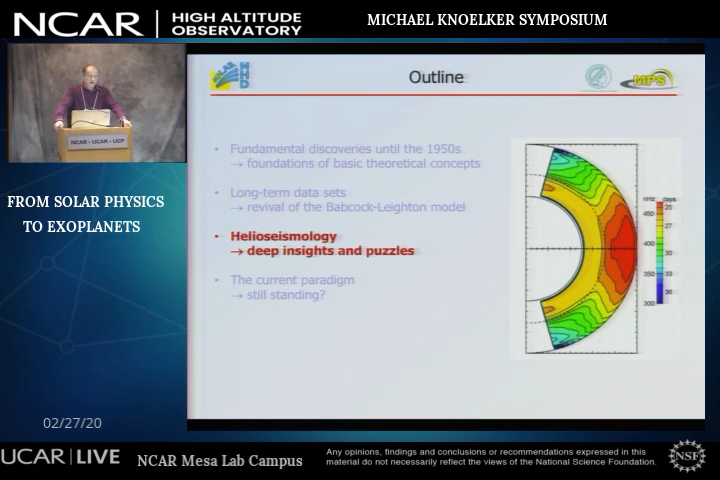 NCAR
HIGH ALTITUDE
OBSERVATORY
MICHAEL KNOELKER SYMPOSIUM
Outline
MHD
MPS
NCAR - UCAR - UCP
FROM SOLAR PHYSICS
TO EXOPLANETS
• Fundamental discoveries until the 1950s
→ foundations of basic theoretical concepts
• Long-term data sets
→ revival of the Babcock-Leighton model
• Helioseismology
→ deep insights and puzzles
• The current paradigm
→ still standing?
nHz days
25
450
27
400
30
350
33
36
300
02/27/20
UCAR | LIVE
NCAR Mesa Lab Campus
Any opinions, findings and conclusions or recommendations expressed in this
material do not necessarily reflect the views of the National Science Foundation.
NSF